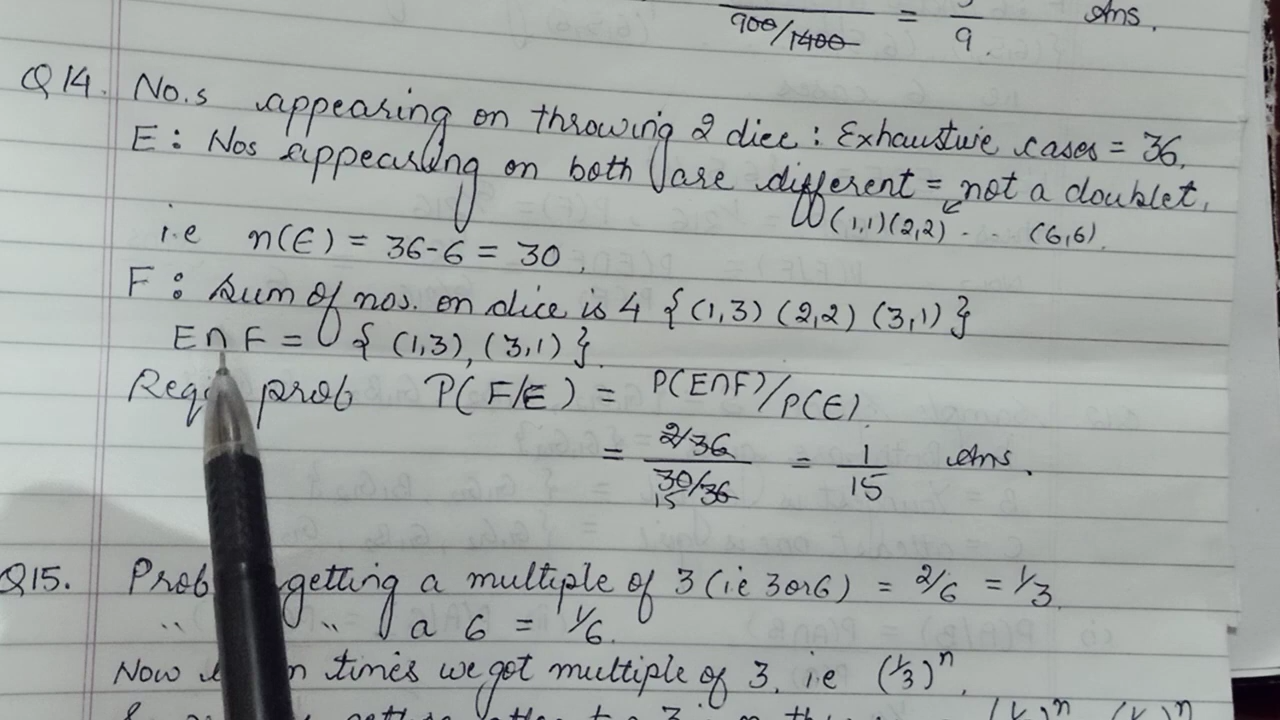 900/1400 = /9. Ans.
Q14. No.s appearing on throwing 2 dice : Exhaustive cases = 36.
E : Nos appearing on both are different = not a doublet.
(1,1)(2,2) - .. (6,6).
i.e n(E) = 36-6 = 30.
F : Sum of nos. on dice is 4 { (1,3) (2,2) (3,1) }
E∩F = { (1,3), (3,1) }.
prob P(F/E) = P(E∩F)/P(E).
= 2/36 / 30/36 = 1/15 Ans.
15
Q15. Prob getting a multiple of 3 (ie 3 or 6) = 2/6 = 1/3.
" " a 6 = 1/6.
Now times we got multiple of 3. i.e (1/3)^n.